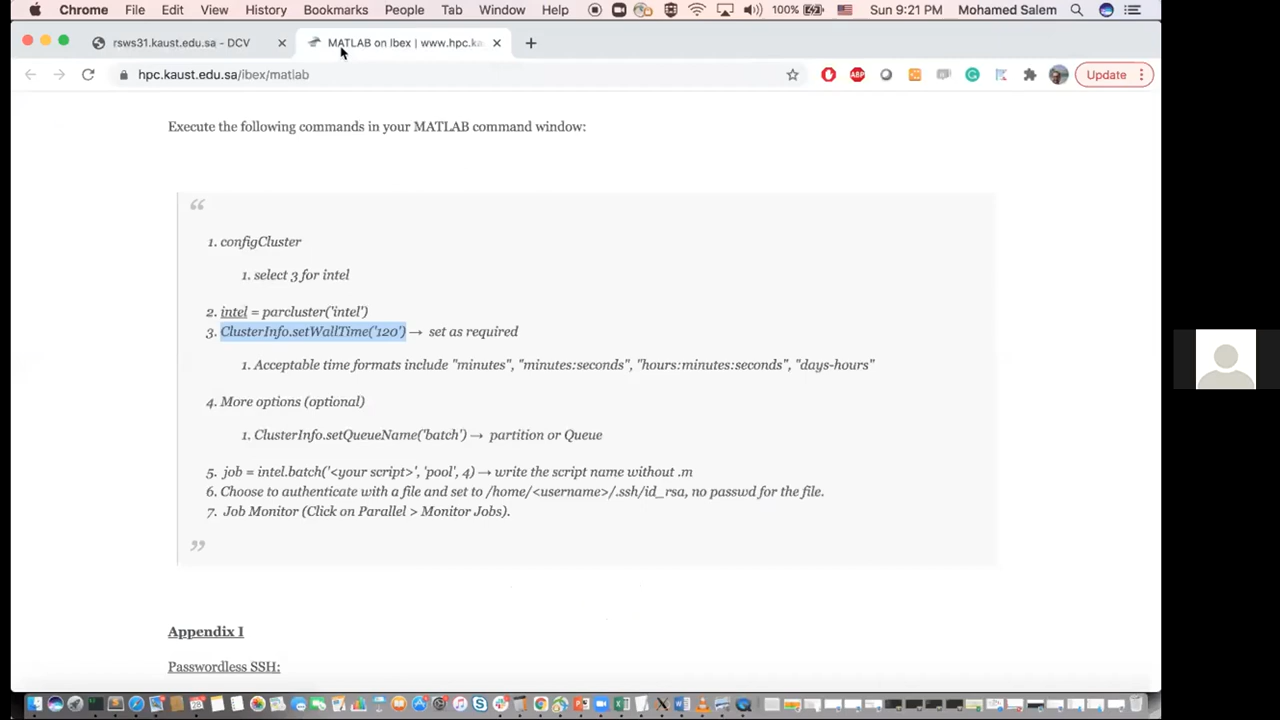 Chrome File Edit View History Bookmarks People Tab Window Help 100% Sun 9:21 PM Mohamed Salem
rsws31.kaust.edu.sa - DCV
MATLAB on Ibex | www.hpc.ka
hpc.kaust.edu.sa/ibex/matlab
ABP
Update
Execute the following commands in your MATLAB command window:
“
1. configCluster
1. select 3 for intel
2. intel = parcluster('intel')
3. ClusterInfo.setWallTime('120') → set as required
1. Acceptable time formats include "minutes", "minutes:seconds", "hours:minutes:seconds", "days-hours"
4. More options (optional)
1. ClusterInfo.setQueueName('batch') → partition or Queue
5. job = intel.batch('<your script>', 'pool', 4) → write the script name without .m
6. Choose to authenticate with a file and set to /home/<username>/.ssh/id_rsa, no passwd for the file.
7. Job Monitor (Click on Parallel > Monitor Jobs).
”
Appendix I
Passwordless SSH: